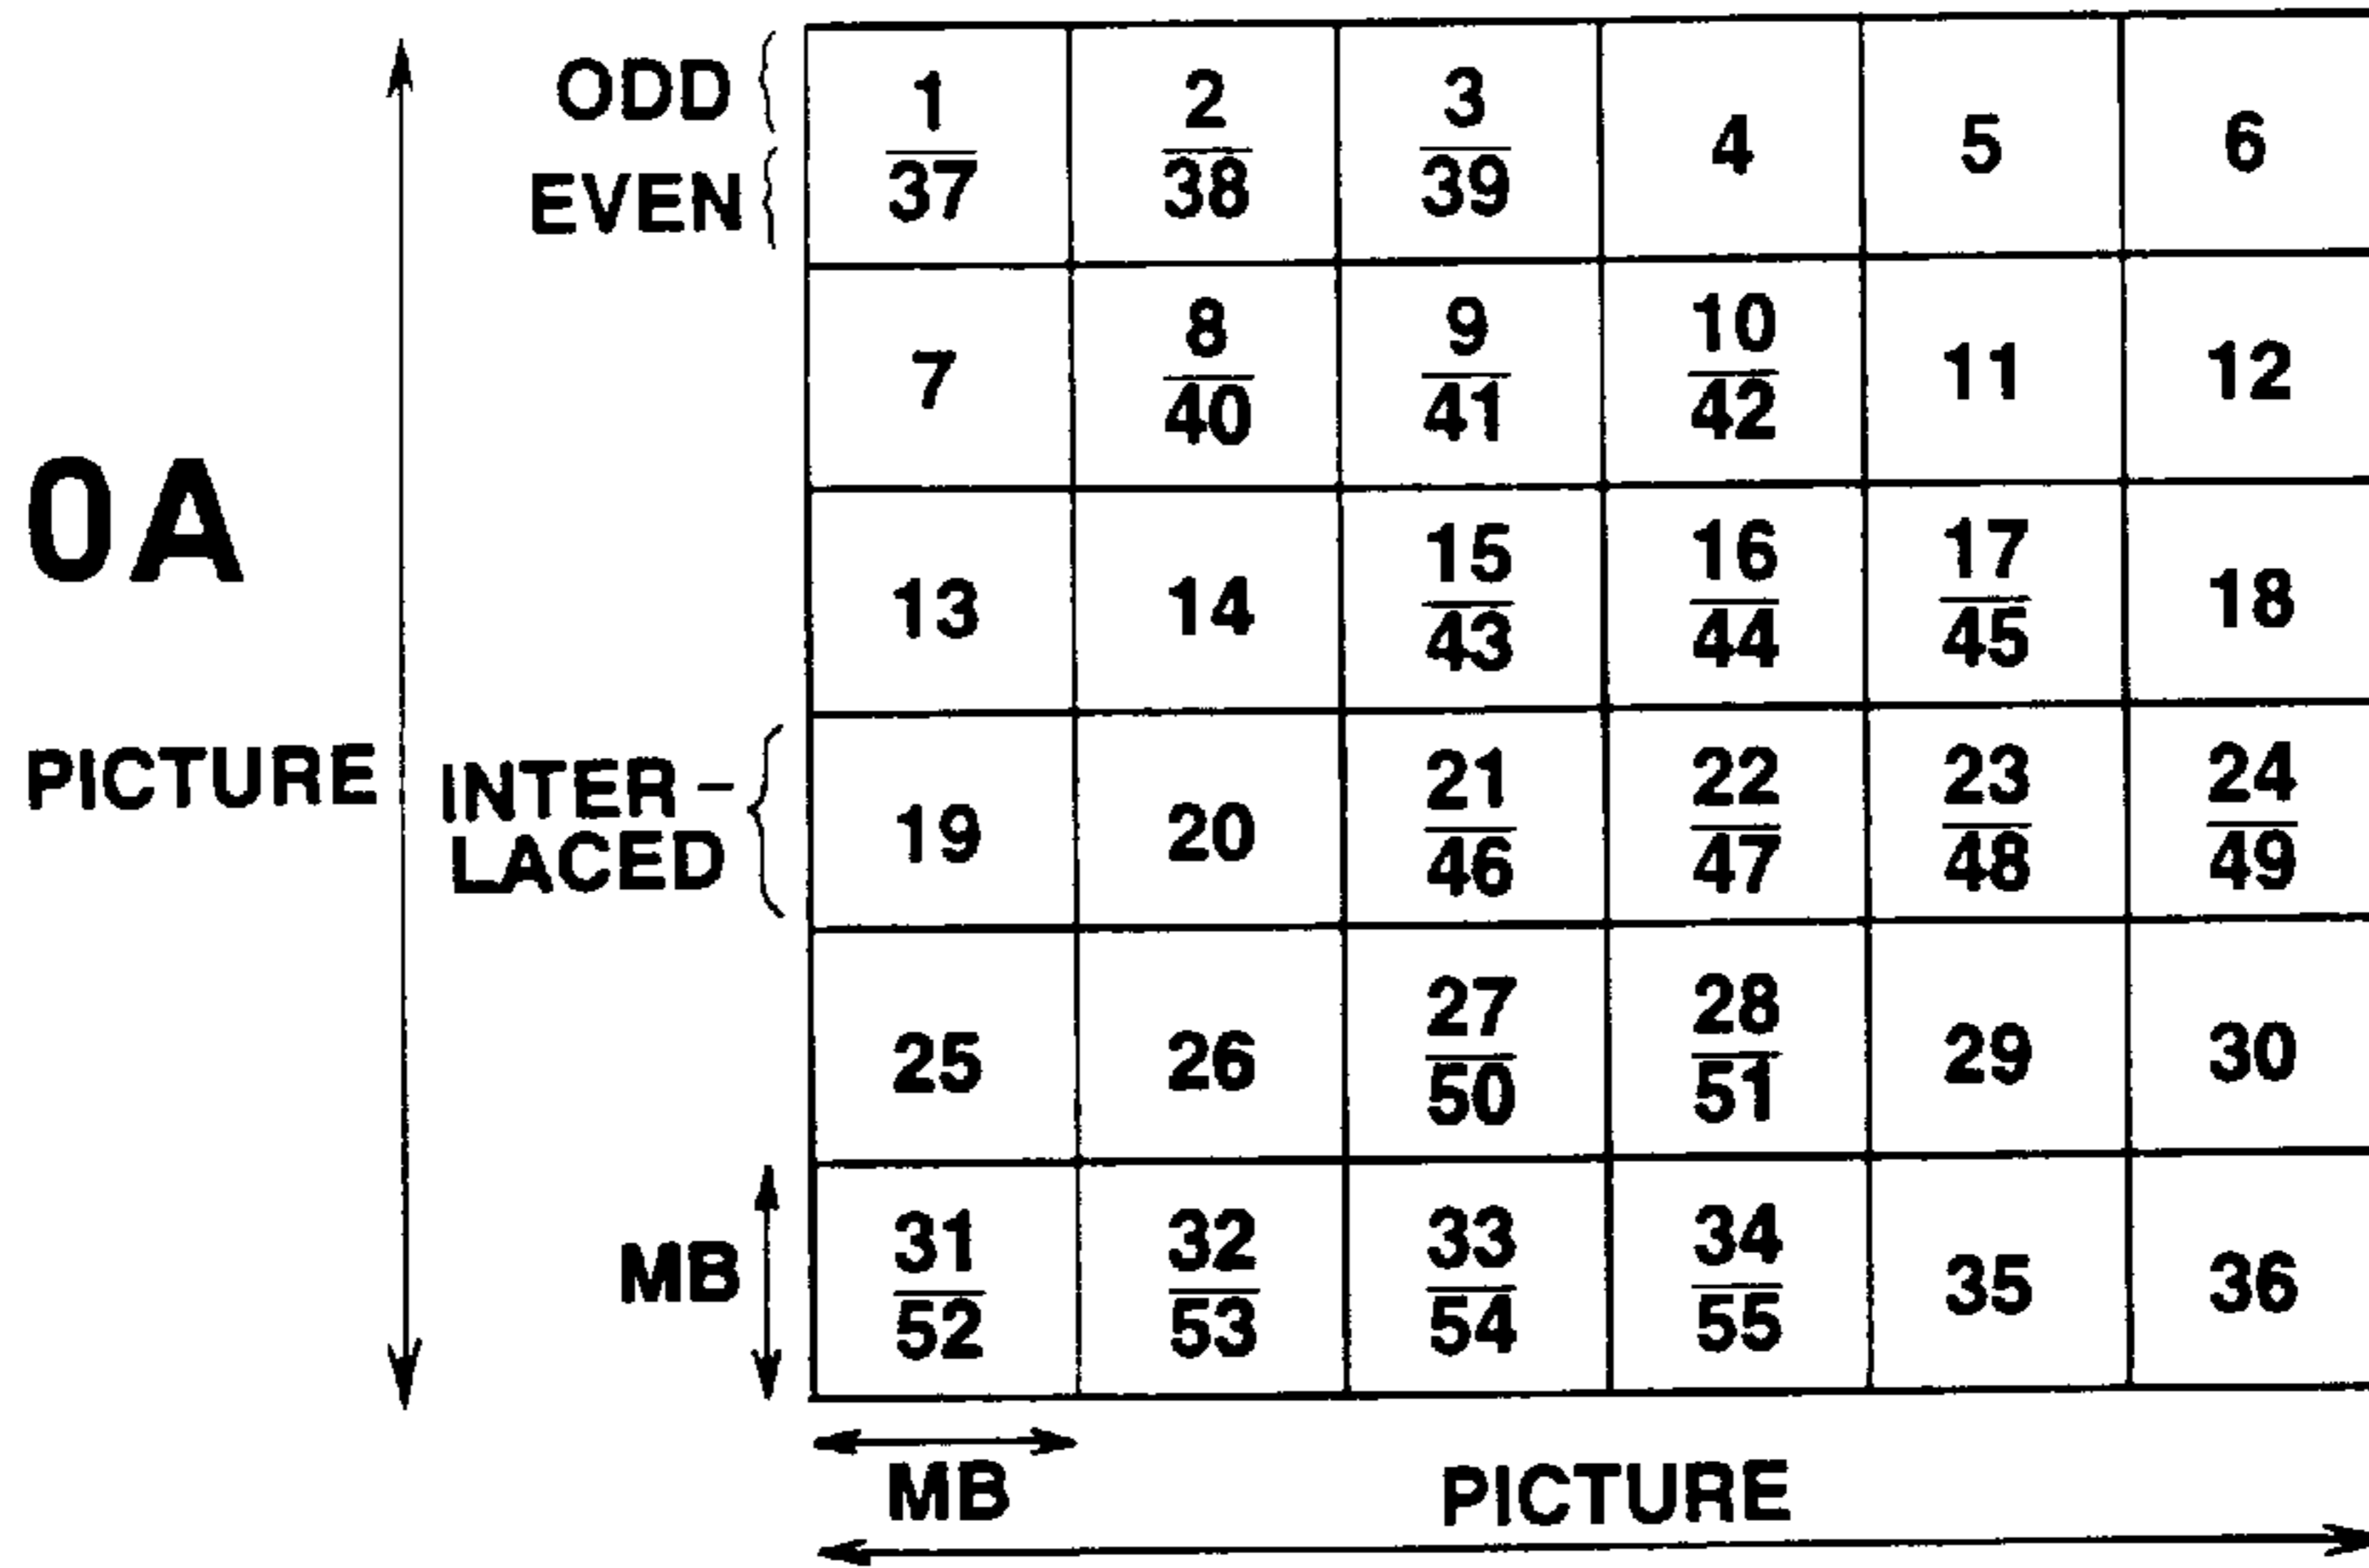 ODD 1 2 3 4 5 6
EVEN 37 38 39
7 8 9 10 11 12
40 41 42
0A
13 14 15 16 17 18
43 44 45
PICTURE INTER- 19 20 21 22 23 24
LACED 46 47 48 49
25 26 27 28 29 30
50 51
MB 31 32 33 34 35 36
52 53 54 55
MB PICTURE